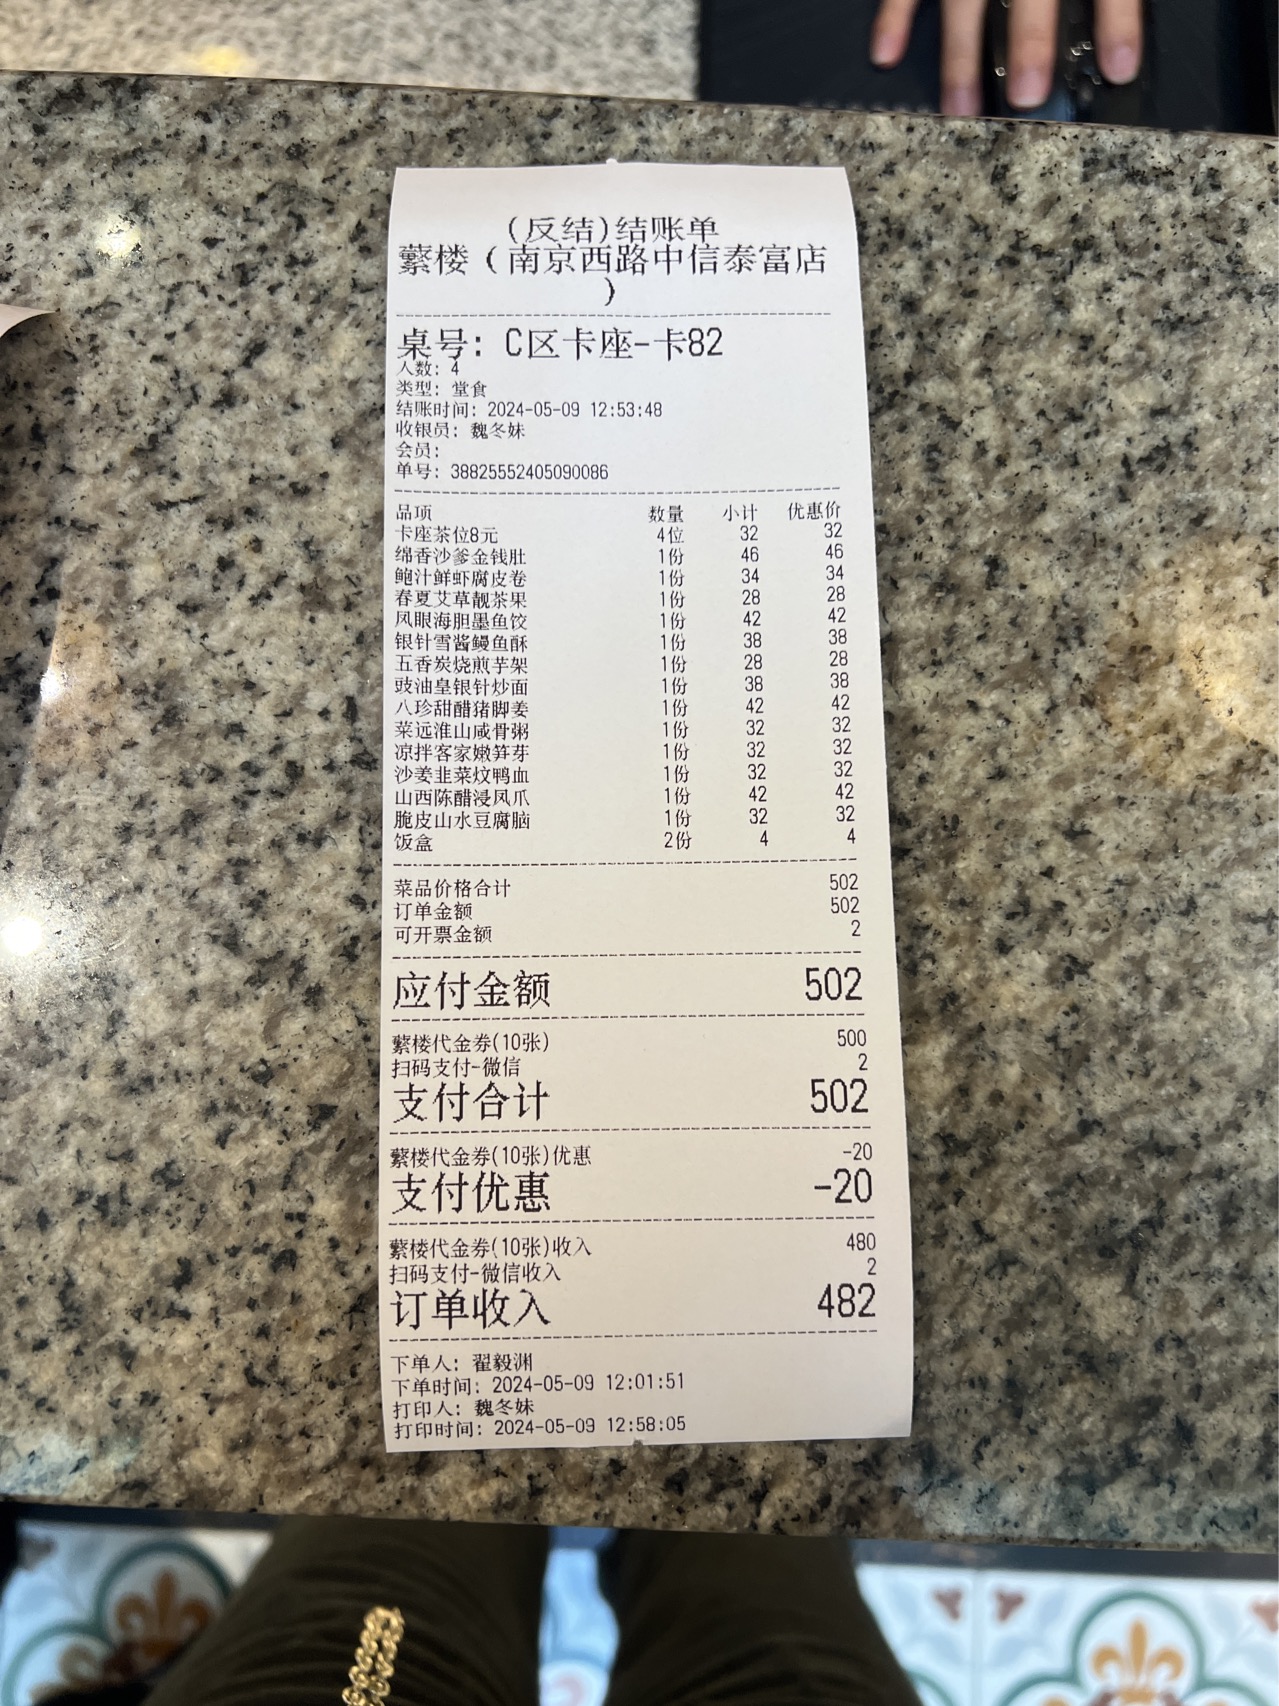 (反结)结账单
蘩楼（南京西路中信泰富店
）
桌号: C区卡座-卡82
人数: 4
类型: 堂食
结账时间: 2024-05-09 12:53:48
收银员: 魏冬妹
会员:
单号: 38825552405090086
品项 数量 小计 优惠价
卡座茶位8元 4位 32 32
绵香沙爹金钱肚 1份 46 46
鲍汁鲜虾腐皮卷 1份 34 34
春夏艾草靓茶果 1份 28 28
凤眼海胆墨鱼饺 1份 42 42
银针雪酱鳗鱼酥 1份 38 38
五香炭烧煎芋架 1份 28 28
豉油皇银针炒面 1份 38 38
八珍甜醋猪脚姜 1份 42 42
菜远淮山咸骨粥 1份 32 32
凉拌客家嫩笋芽 1份 32 32
沙姜韭菜炆鸭血 1份 32 32
山西陈醋浸凤爪 1份 42 42
脆皮山水豆腐脑 1份 32 32
饭盒 2份 4 4
菜品价格合计 502
订单金额 502
可开票金额 2
应付金额 502
蘩楼代金券(10张) 500
扫码支付-微信 2
支付合计 502
蘩楼代金券(10张)优惠 -20
支付优惠 -20
蘩楼代金券(10张)收入 480
扫码支付-微信收入 2
订单收入 482
下单人: 翟毅渊
下单时间: 2024-05-09 12:01:51
打印人: 魏冬妹
打印时间: 2024-05-09 12:58:05